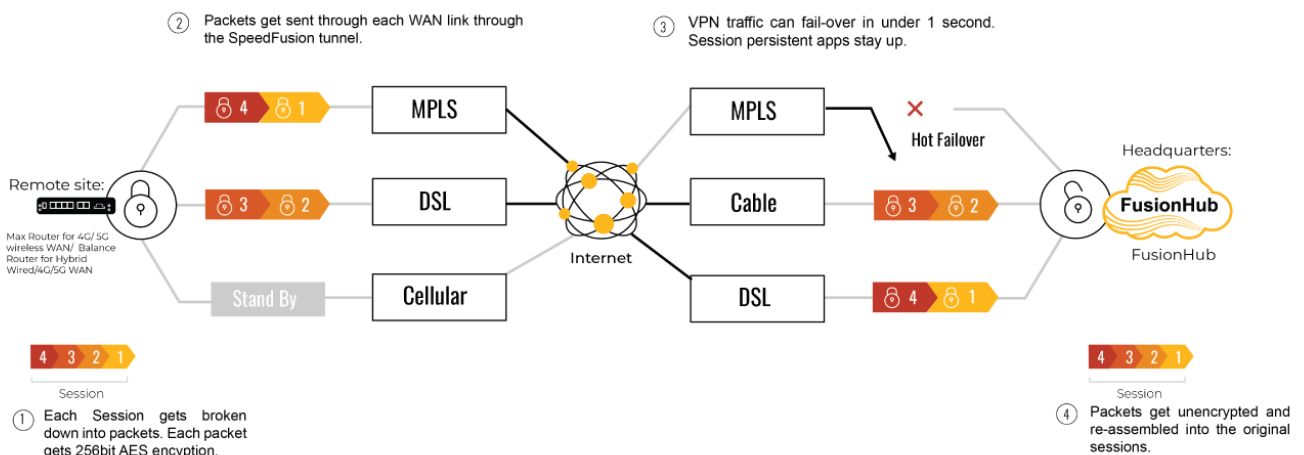 2 Packets get sent through each WAN link through
the SpeedFusion tunnel.
3 VPN traffic can fail-over in under 1 second.
Session persistent apps stay up.
4 1
MPLS
MPLS
Hot Failover
Remote site:
Max Router for 4G/ 5G
wireless WAN/ Balance
Router for Hybrid
Wired/4G/5G WAN
3 2
DSL
Internet
Cable
3 2
Headquarters:
FusionHub
FusionHub
Stand By
Cellular
DSL
4 1
4 3 2 1
Session
1 Each Session gets broken
down into packets. Each packet
gets 256bit AES encyption.
4 3 2 1
Session
4 Packets get unencrypted and
re-assembled into the original
sessions.